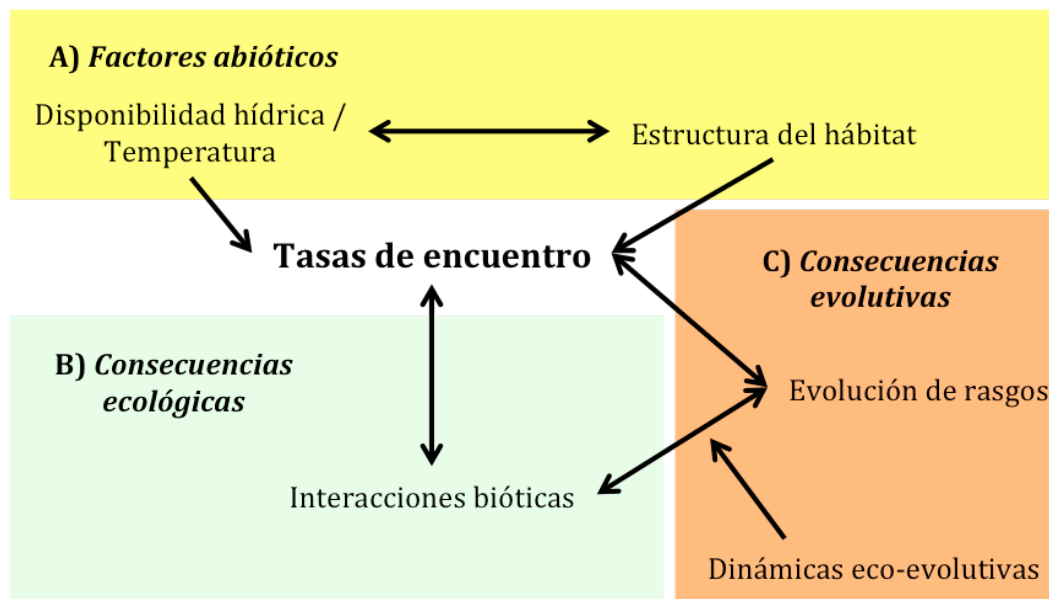 A) Factores abióticos
Disponibilidad hídrica /
Temperatura
Estructura del hábitat
Tasas de encuentro
C) Consecuencias
evolutivas
B) Consecuencias
ecológicas
Evolución de rasgos
Interacciones bióticas
Dinámicas eco-evolutivas